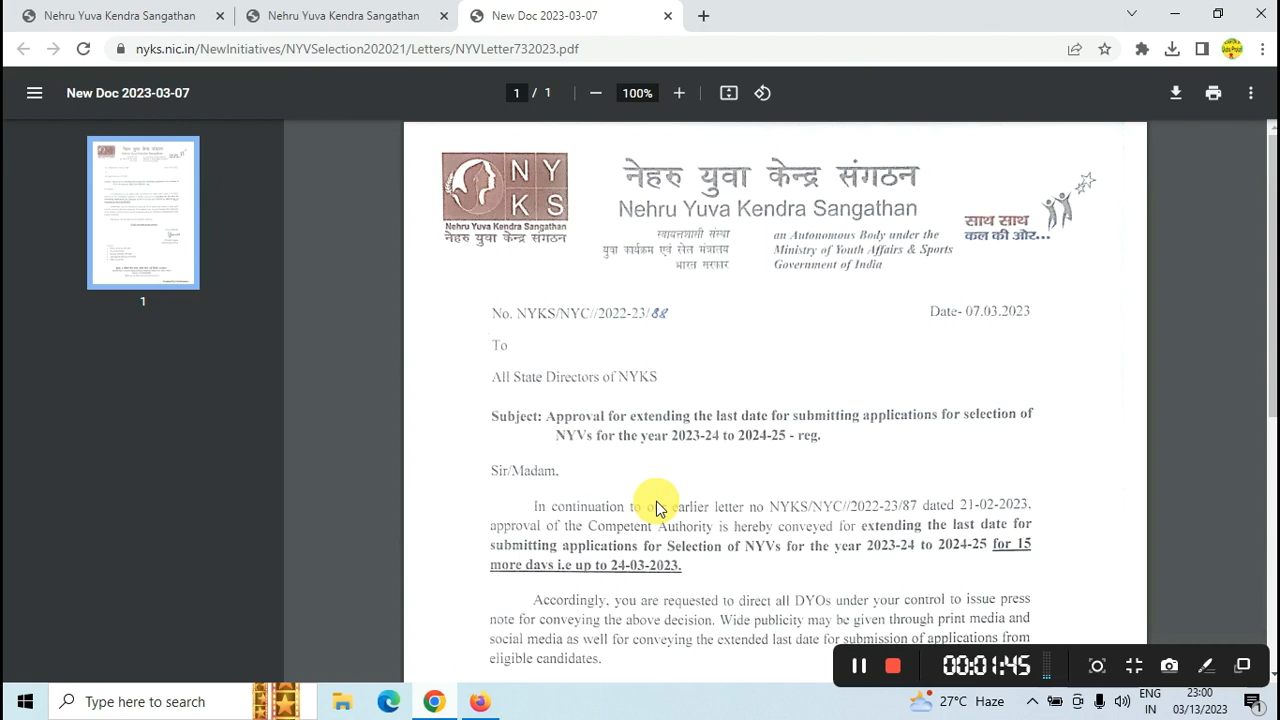 Nehru Yuva Kendra Sangathan
Nehru Yuva Kendra Sangathan
New Doc 2023-03-07
nyks.nic.in/NewInitiatives/NYVSelection202021/Letters/NYVLetter732023.pdf
New Doc 2023-03-07
1 / 1
100%
1
NY
KS
Nehru Yuva Kendra Sangathan
नेहरू युवा केन्द्र संगठन
नेहरु युवा केन्द्र संगठन
Nehru Yuva Kendra Sangathan
स्वायत्तशासी संस्था
युवा कार्यक्रम एवं खेल मंत्रालय
भारत सरकार
an Autonomous Body under the
Ministry of Youth Affairs & Sports
Government of India
साथ साथ
कल की और...
No. NYKS/NYC//2022-23/
Date- 07.03.2023
To
All State Directors of NYKS
Subject: Approval for extending the last date for submitting applications for selection of
NYVs for the year 2023-24 to 2024-25 - reg.
Sir/Madam,
In continuation to earlier letter no NYKS/NYC//2022-23/87 dated 21-02-2023,
approval of the Competent Authority is hereby conveyed for extending the last date for
submitting applications for Selection of NYVs for the year 2023-24 to 2024-25 for 15
more days i.e up to 24-03-2023.
Accordingly, you are requested to direct all DYOs under your control to issue press
note for conveying the above decision. Wide publicity may be given through print media and
social media as well for conveying the extended last date for submission of applications from
eligible candidates.
00:01:45
Type here to search
27°C Haze
ENG
IN
23:00
03/13/2023
1